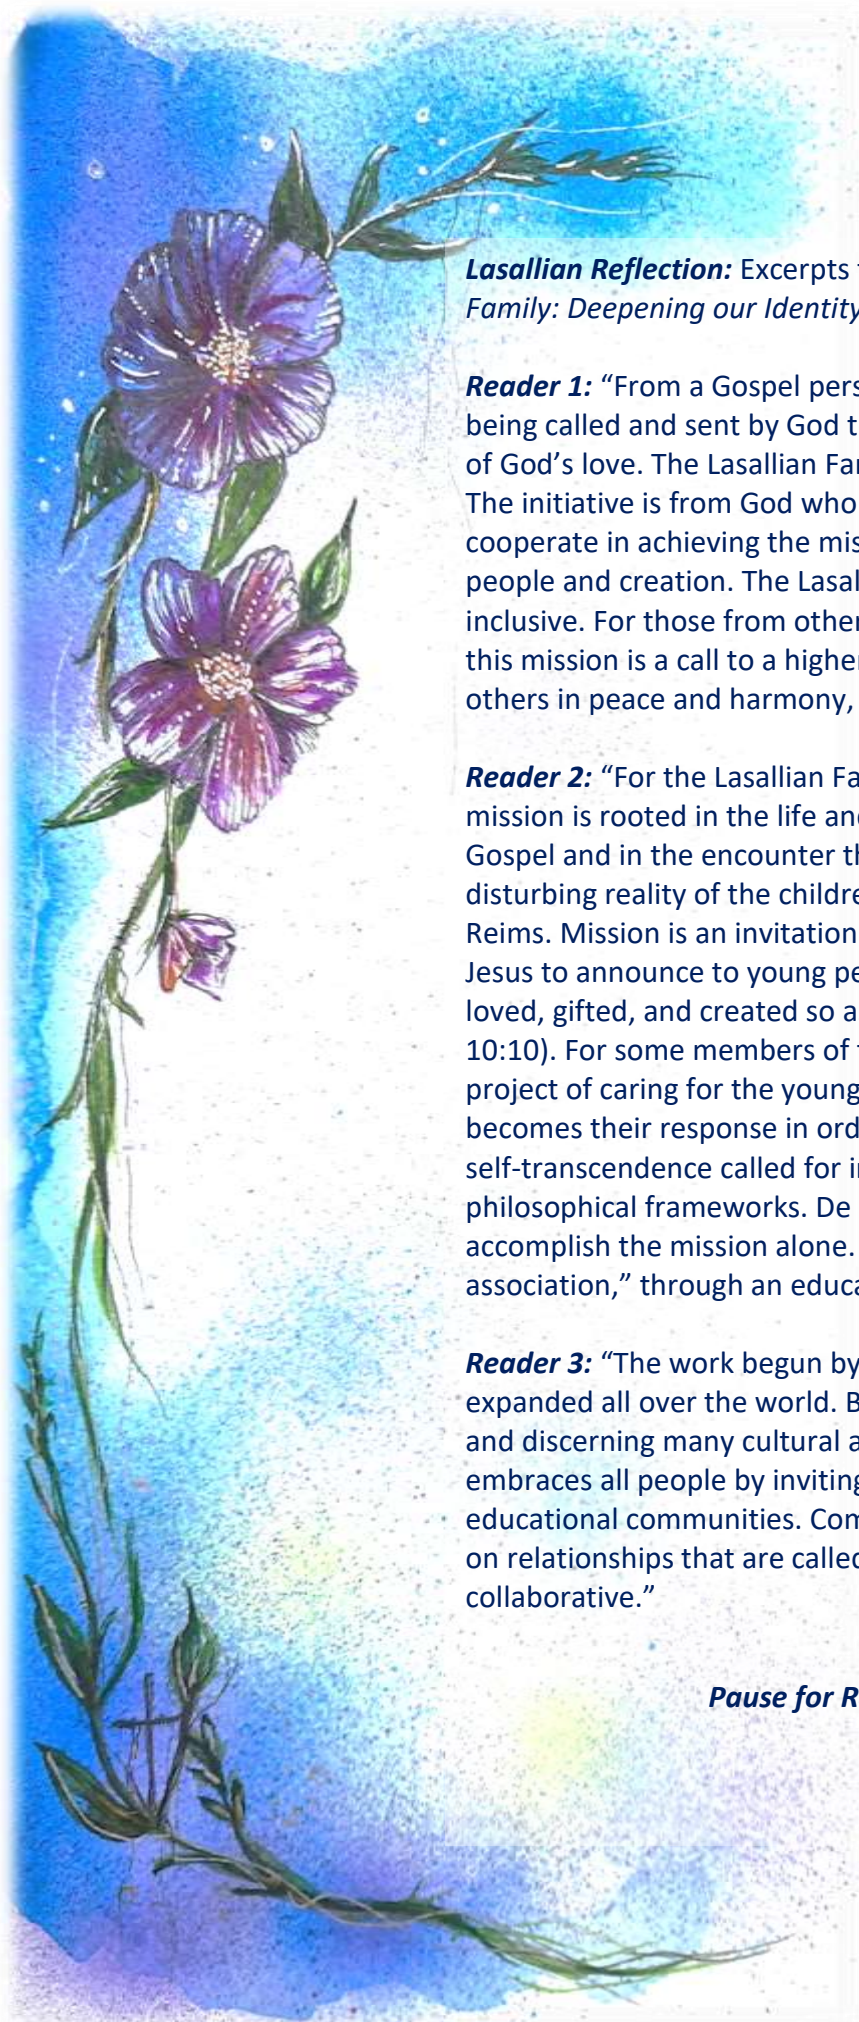 Lasallian Reflection: Excerpts
Family: Deepening our Identity
Reader 1: “From a Gospel pers
being called and sent by God t
of God’s love. The Lasallian Fa
The initiative is from God who
cooperate in achieving the mis
people and creation. The Lasal
inclusive. For those from other
this mission is a call to a higher
others in peace and harmony,
Reader 2: “For the Lasallian Fa
mission is rooted in the life and
Gospel and in the encounter th
disturbing reality of the childre
Reims. Mission is an invitation
Jesus to announce to young pe
loved, gifted, and created so a
10:10). For some members of
project of caring for the young
becomes their response in ord
self-transcendence called for i
philosophical frameworks. De
accomplish the mission alone.
association,” through an educa
Reader 3: “The work begun by
expanded all over the world. B
and discerning many cultural a
embraces all people by inviting
educational communities. Com
on relationships that are called
collaborative.”
Pause for R